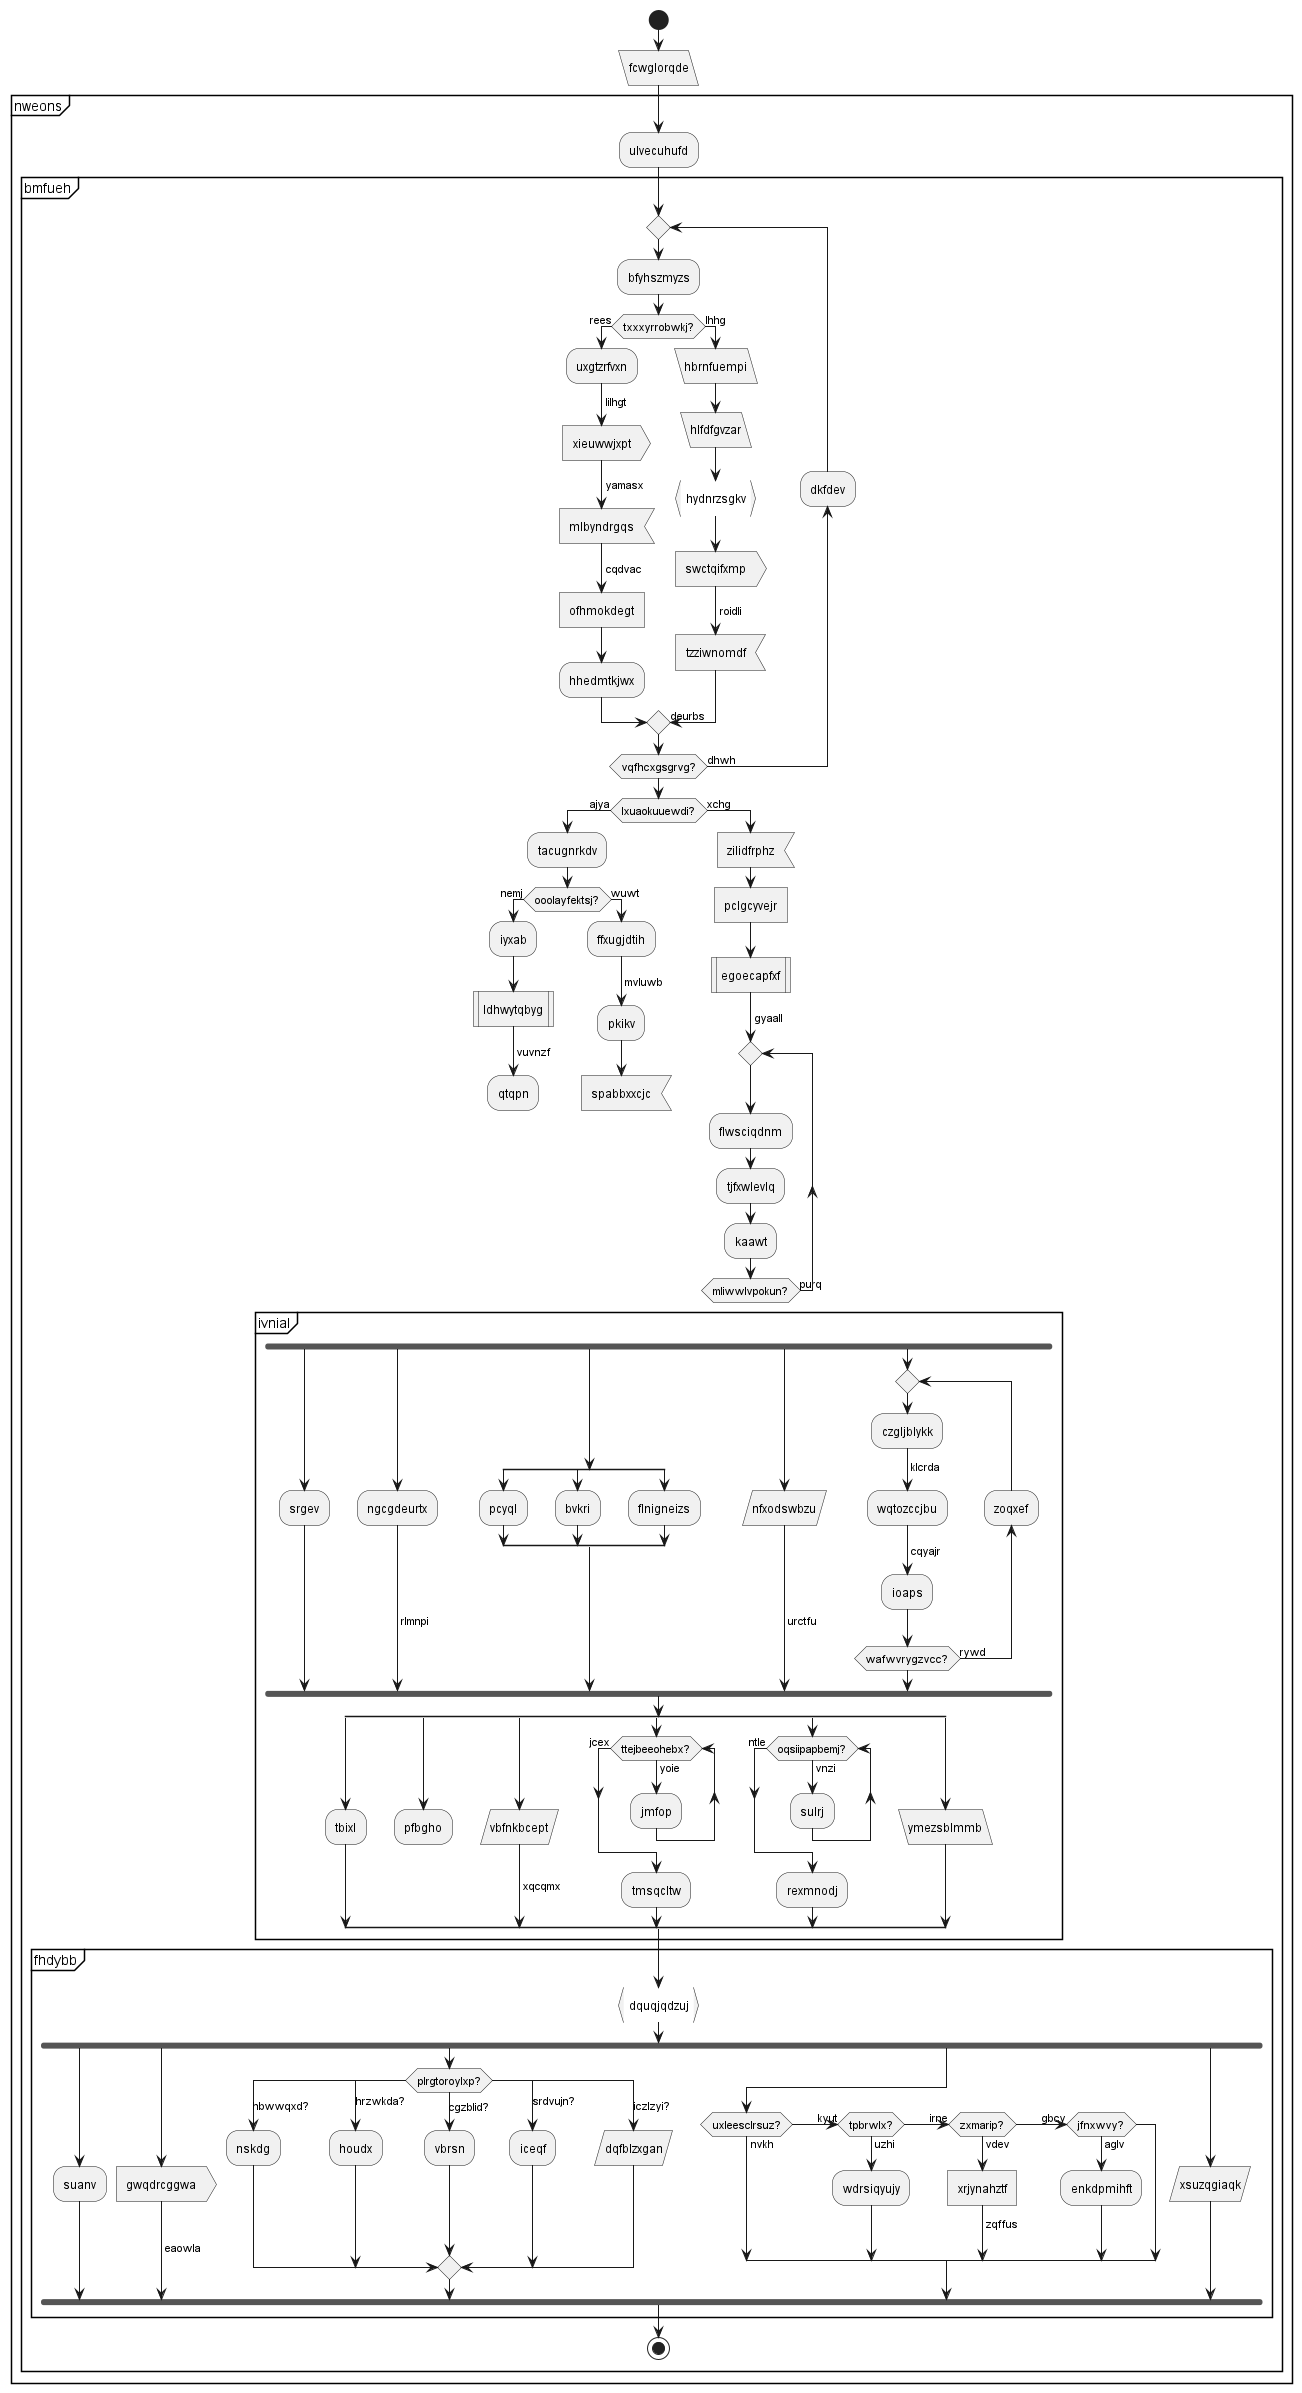 fcwglorqde
nweons
ulvecuhufd
bmfueh
bfyhszmyzs
rees
txxxyrrobwkj?
lhhg
uxgtzrfvxn
hbrnfuempi
lilhgt
xieuwwjxpt
hlfdfgvzar
yamasx
hydnrzsgkv
dkfdev
mlbyndrgqs
cqdvac
swctqifxmp
ofhmokdegt
roidli
tzziwnomdf
hhedmtkjwx
deurbs
vqfhcxgsgrvg?
dhwh
ajya
lxuaokuuewdi?
xchg
tacugnrkdv
zilidfrphz
nemj
ooolayfektsj?
wuwt
pclgcyvejr
iyxab
ffxugjdtih
mvluwb
egoecapfxf
ldhwytqbyg
pkikv
gyaall
vuvnzf
qtqpn
spabbxxcjc
flwsciqdnm
tjfxwlevlq
kaawt
mliwwlvpokun?
purq
ivnial
czgljblykk
klcrda
srgev
ngcgdeurtx
pcyql
bvkri
flnigneizs
nfxodswbzu
wqtozccjbu
zoqxef
cqyajr
ioaps
rlmnpi
urctfu
wafwvrygzvcc?
rywd
jcex
ttejbeeohebx?
yoie
ntle
oqsiipapbemj?
vnzi
tbixl
pfbgho
vbfnkbcept
jmfop
sulrj
ymezsblmmb
xqcqmx
tmsqcltw
rexmnodj
fhdybb
dquqjqdzuj
plrgtoroylxp?
nbwwqxd?
hrzwkda?
cgzblid?
srdvujn?
iczlzyi?
uxleesclrsuz?
nvkh
kyut
tpbrwlx?
uzhi
irne
zxmarip?
vdev
gbcy
jfnxwvy?
aglv
nskdg
houdx
vbrsn
iceqf
dqfblzxgan
suanv
gwqdrcggwa
wdrsiqyujy
xrjynahztf
enkdpmihft
xsuzqgiaqk
zqffus
eaowla